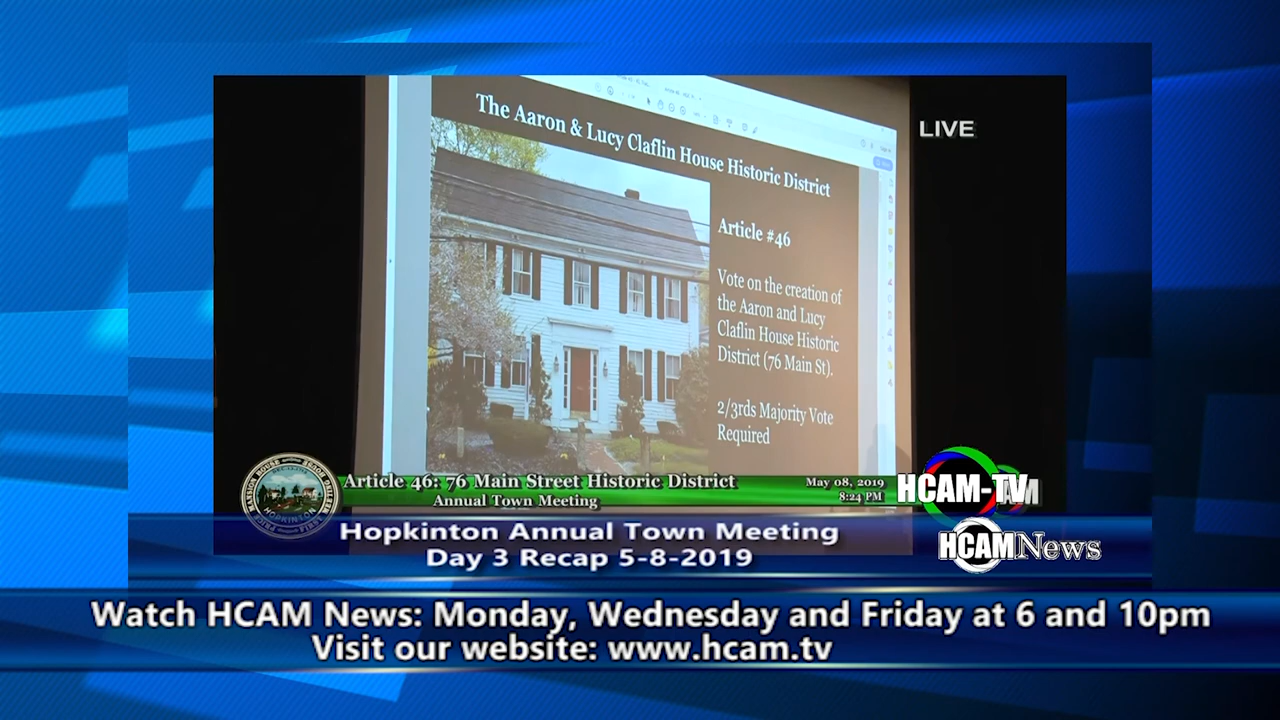 The Aaron & Lucy Claflin House Historic District
LIVE
Article #46
Vote on the creation of
the Aaron and Lucy
Claflin House Historic
District (76 Main St).
2/3rds Majority Vote
Required
Article 46: 76 Main Street Historic District
Annual Town Meeting
May 08, 2019
8:24 PM
HCAM-TV
HOPKINTON
Hopkinton Annual Town Meeting
Day 3 Recap 5-8-2019
HCAMNews
Watch HCAM News: Monday, Wednesday and Friday at 6 and 10pm
Visit our website: www.hcam.tv